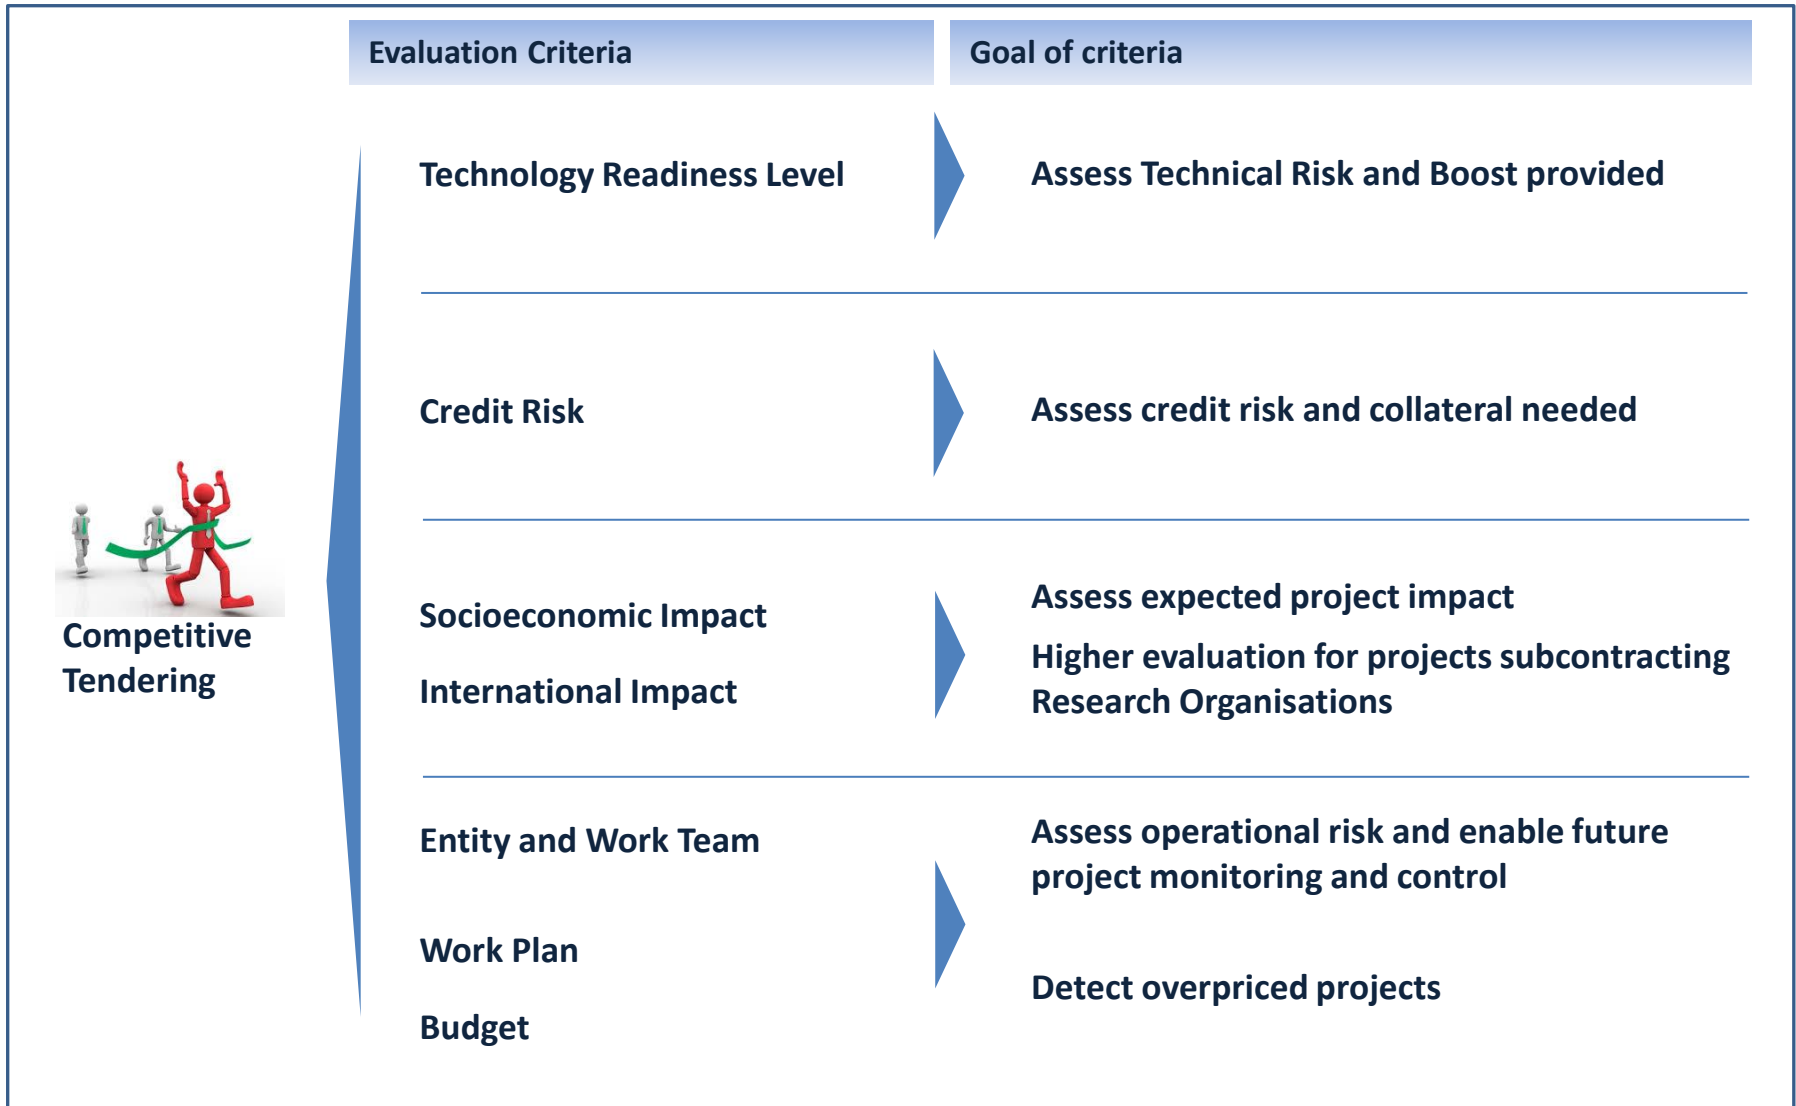 Evaluation Criteria
Goal of criteria
Technology Readiness Level
Assess Technical Risk and Boost provided
Credit Risk
Assess credit risk and collateral needed
Competitive
Tendering
Socioeconomic Impact
International Impact
Assess expected project impact
Higher evaluation for projects subcontracting
Research Organisations
Entity and Work Team
Work Plan
Budget
Assess operational risk and enable future
project monitoring and control
Detect overpriced projects